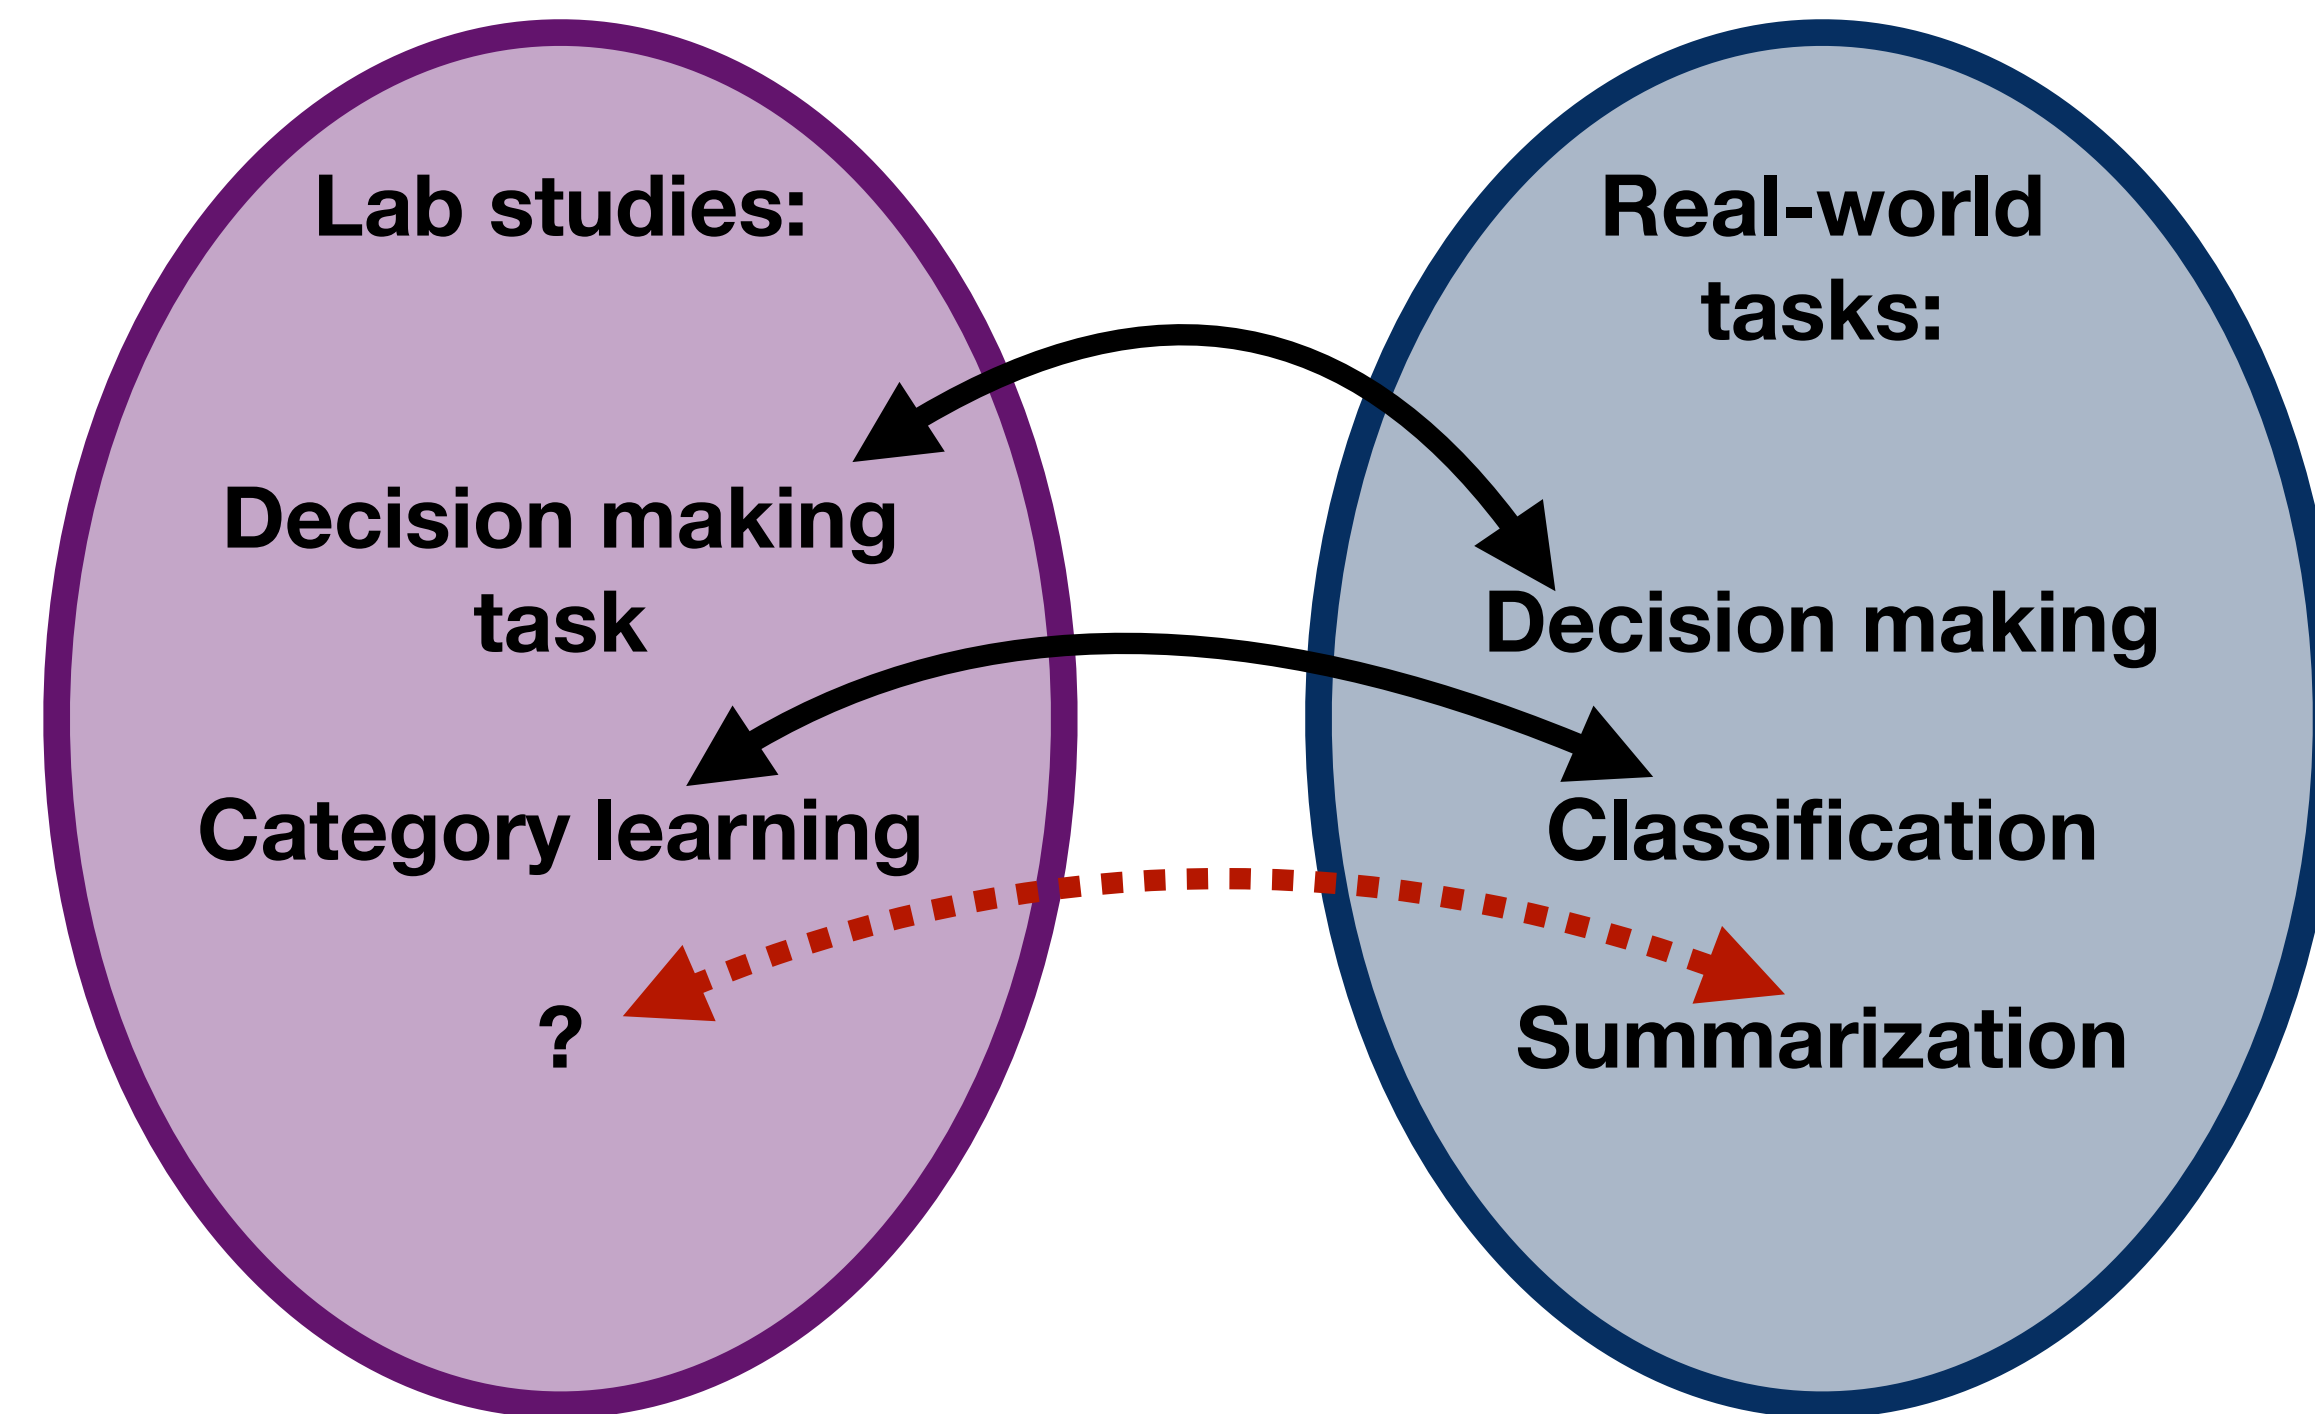 Lab studies:
Decision making
task
Category learning
?
Real-world
tasks:
Decision making
Classification
Summarization